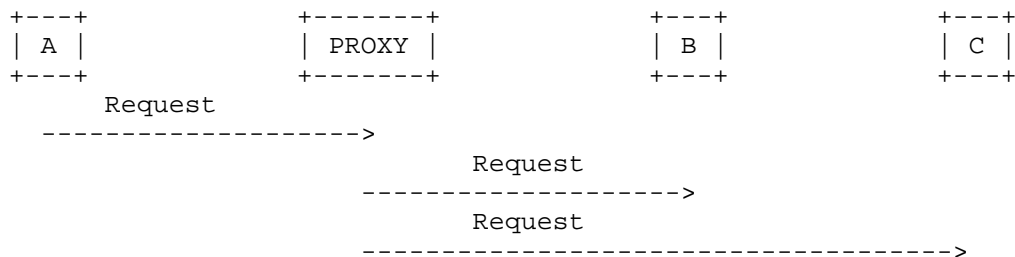 +---+ +-------+ +---+ +---+
| A | | PROXY | | B | | C |
+---+ +-------+ +---+ +---+
Request
-------------------->
Request
-------------------->
Request
------------------------------------->